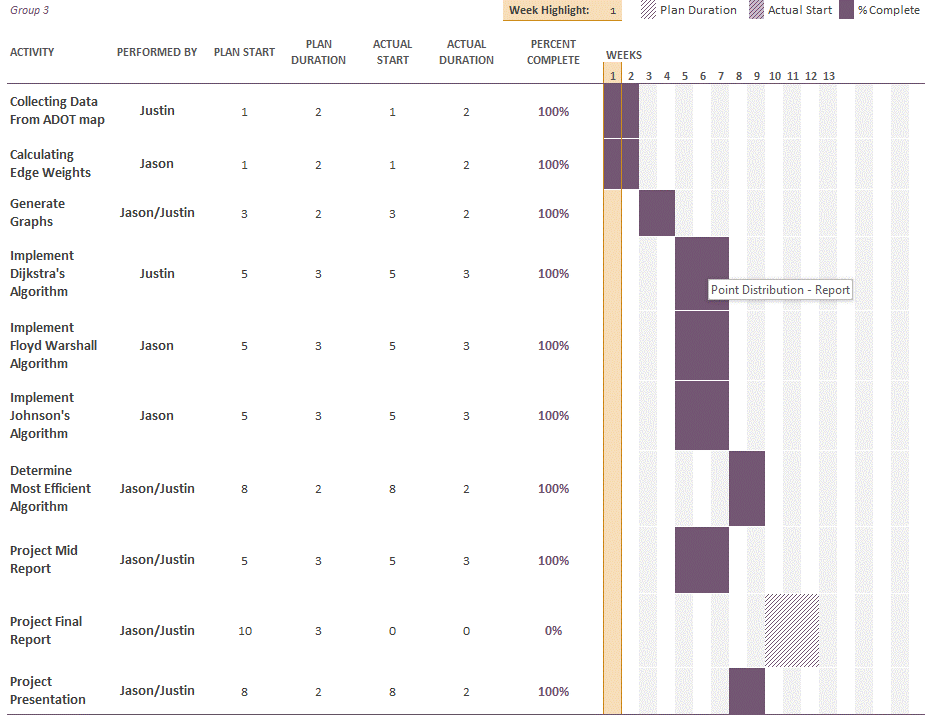 Group 3
Week Highlight: 1
Plan Duration
Actual Start
% Complete
ACTIVITY
PERFORMED BY
PLAN START
PLAN
DURATION
ACTUAL
START
ACTUAL
DURATION
PERCENT
COMPLETE
WEEKS
1 2 3 4 5 6 7 8 9 10 11 12 13
Collecting Data
From ADOT map
Justin 1 2 1 2 100%
Calculating
Edge Weights
Jason 1 2 1 2 100%
Generate
Graphs
Jason/Justin 3 2 3 2 100%
Implement
Dijkstra's
Algorithm
Justin 5 3 5 3 100%
Point Distribution - Report
Implement
Floyd Warshall
Algorithm
Jason 5 3 5 3 100%
Implement
Johnson's
Algorithm
Jason 5 3 5 3 100%
Determine
Most Efficient
Algorithm
Jason/Justin 8 2 8 2 100%
Project Mid
Report
Jason/Justin 5 3 5 3 100%
Project Final
Report
Jason/Justin 10 3 0 0 0%
Project
Presentation
Jason/Justin 8 2 8 2 100%